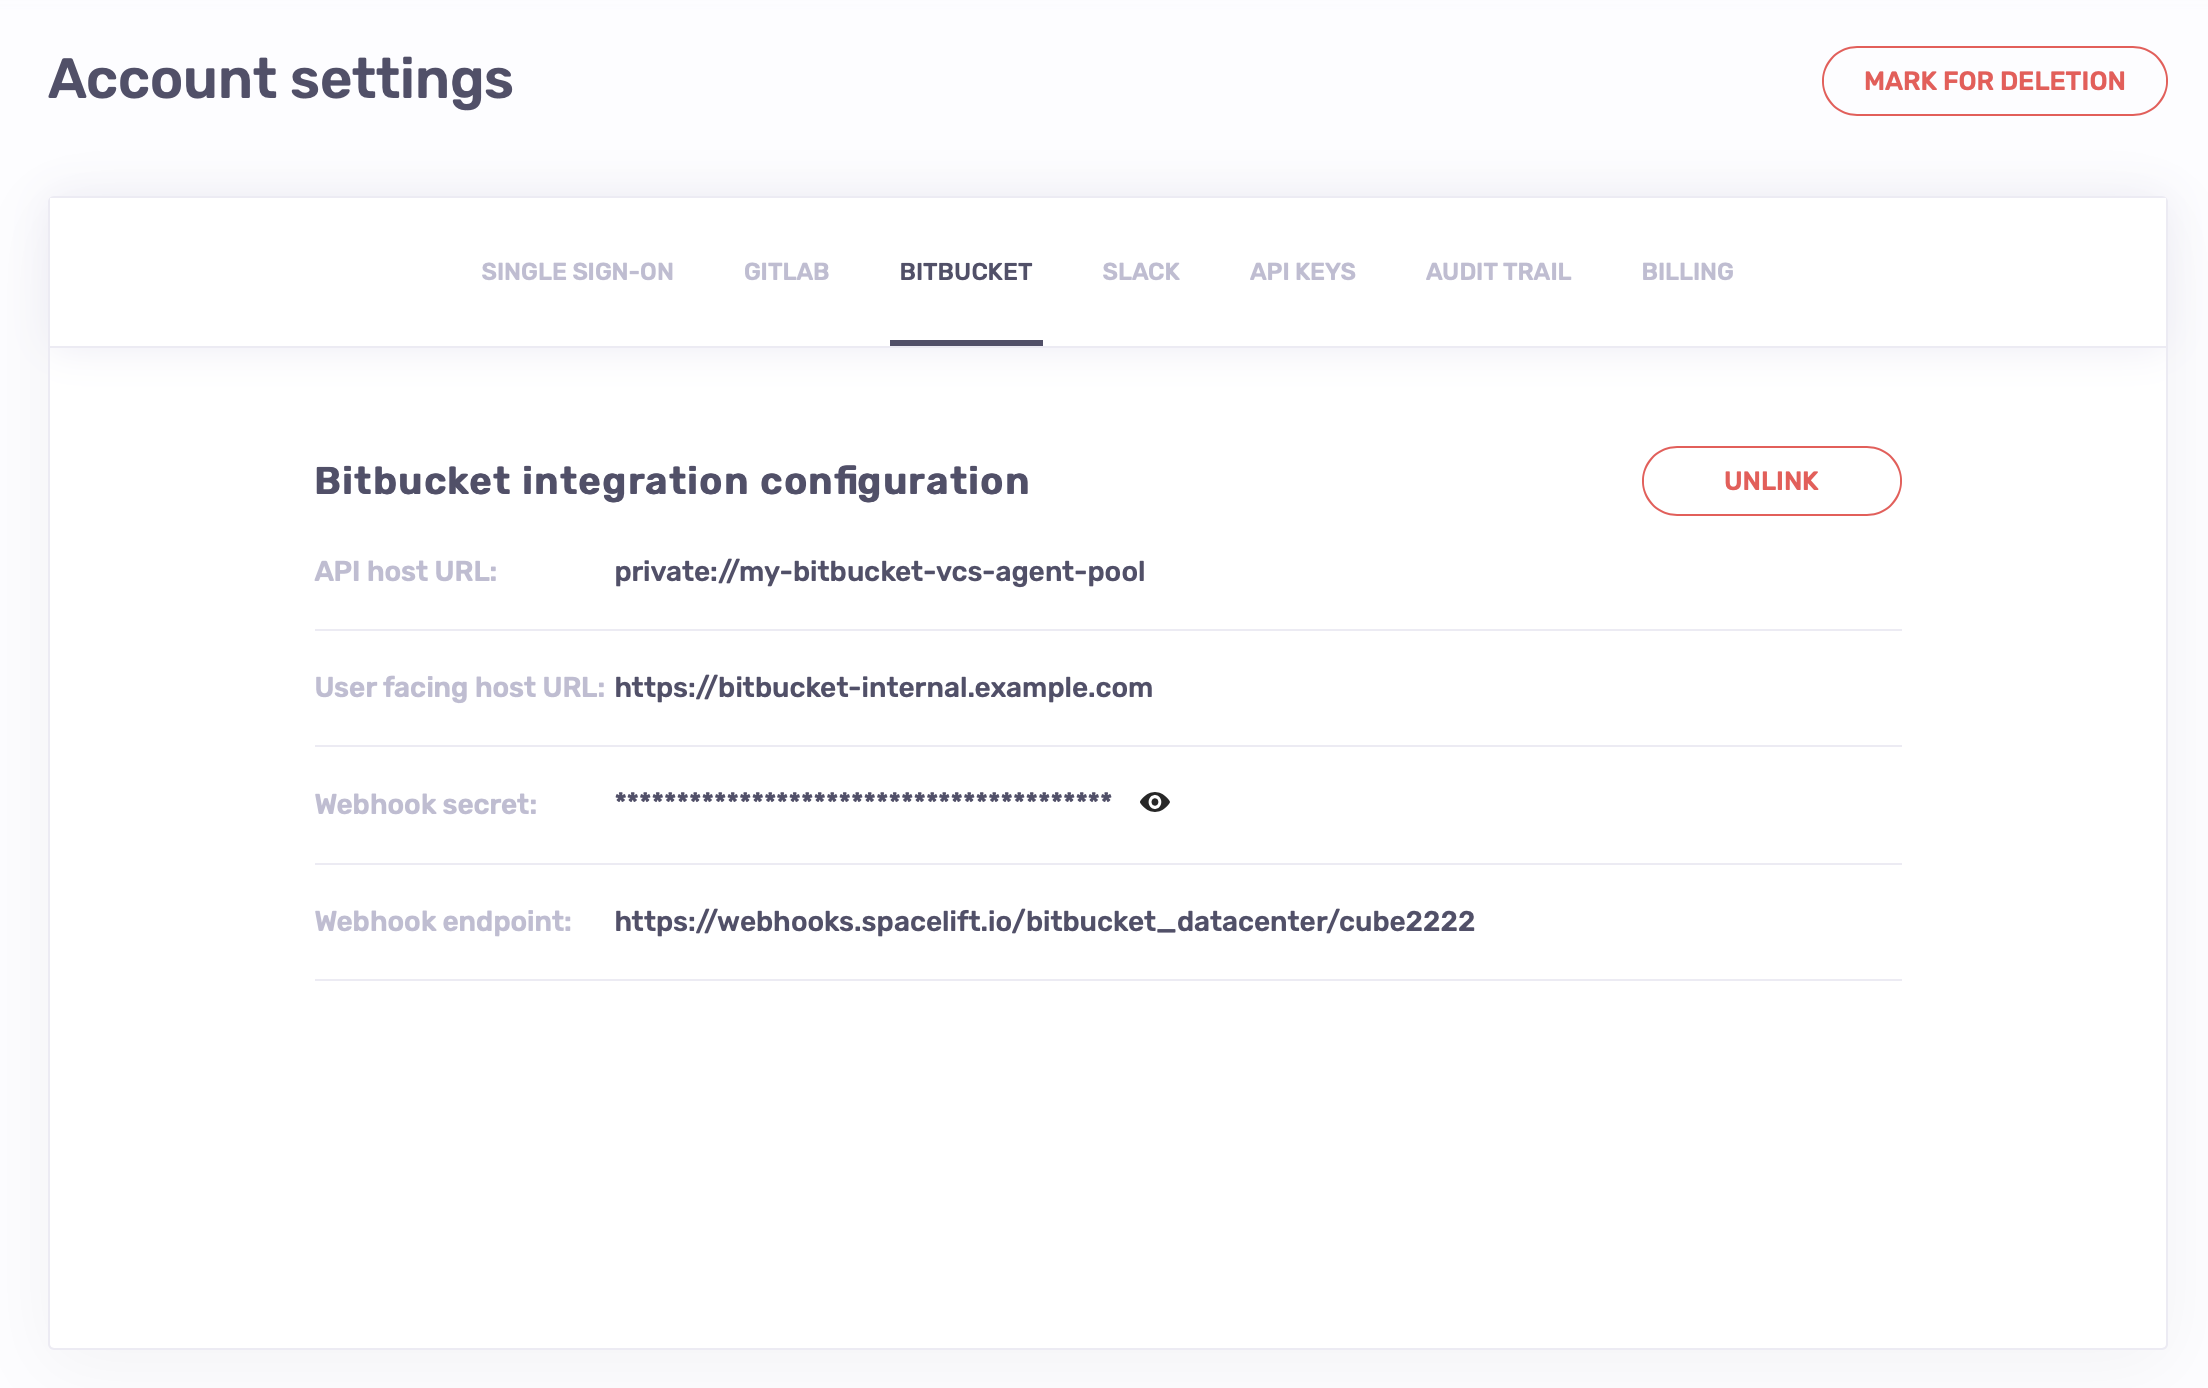 Account settings
MARK FOR DELETION
SINGLE SIGN-ON GITLAB BITBUCKET SLACK API KEYS AUDIT TRAIL BILLING
Bitbucket integration configuration
UNLINK
API host URL: private://my-bitbucket-vcs-agent-pool
User facing host URL: https://bitbucket-internal.example.com
Webhook secret: ****************************************
Webhook endpoint: https://webhooks.spacelift.io/bitbucket_datacenter/cube2222